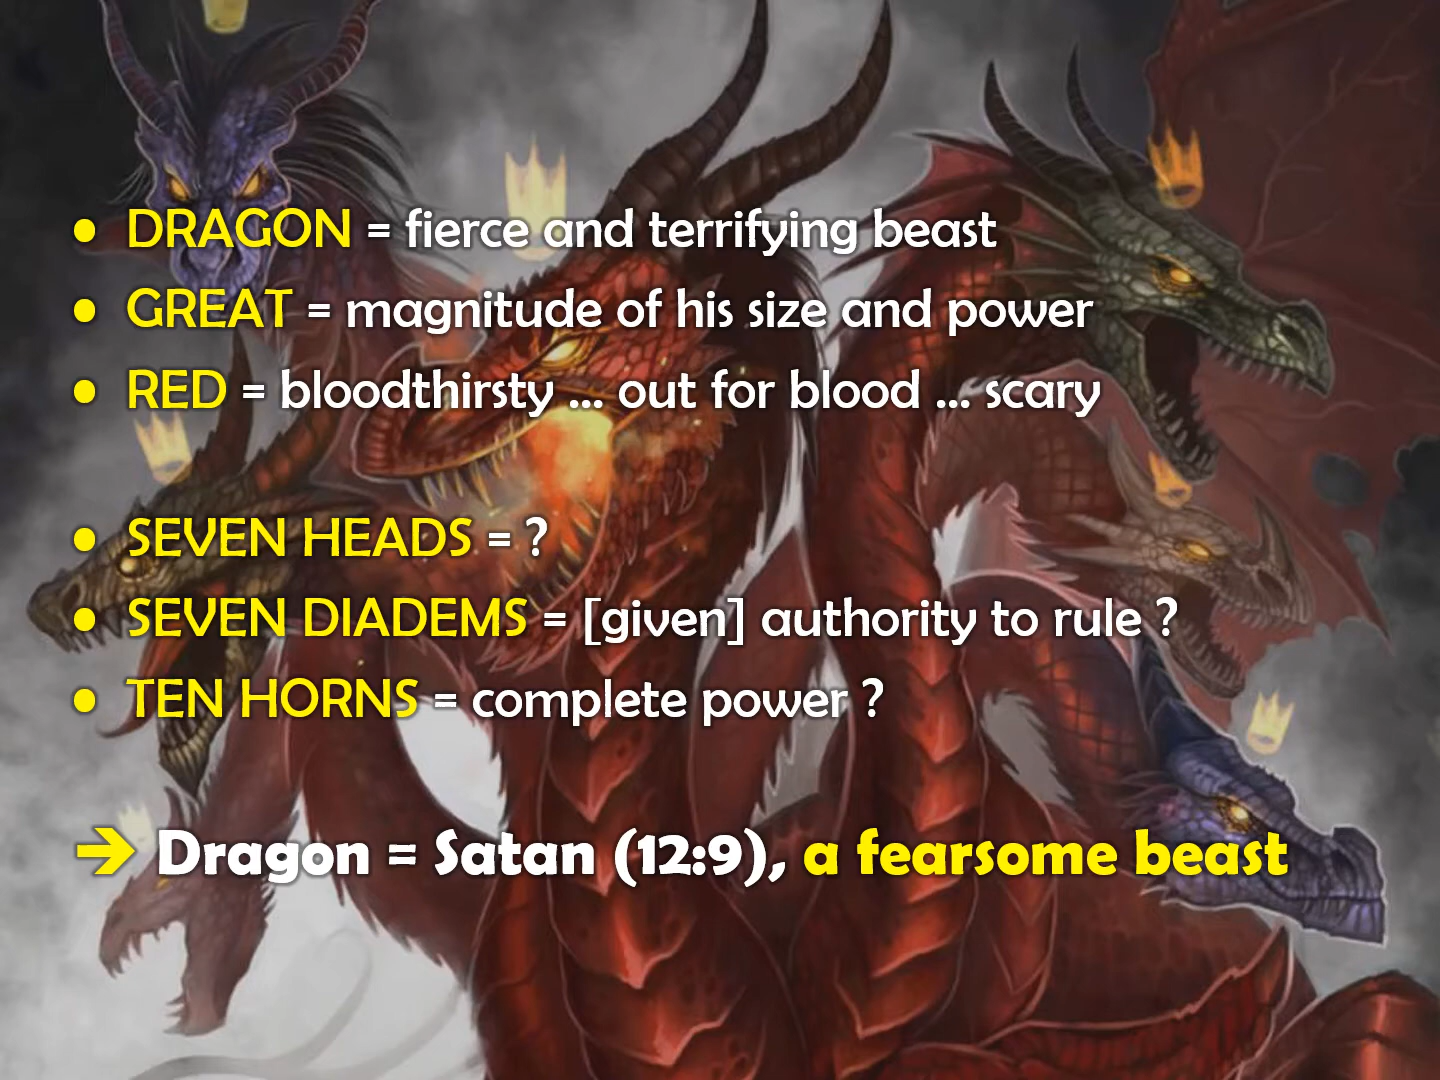 • DRAGON = fierce and terrifying beast
• GREAT = magnitude of his size and power
• RED = bloodthirsty ... out for blood ... scary
• SEVEN HEADS = ?
• SEVEN DIADEMS = [given] authority to rule ?
• TEN HORNS = complete power ?
➔ Dragon = Satan (12:9), a fearsome beast